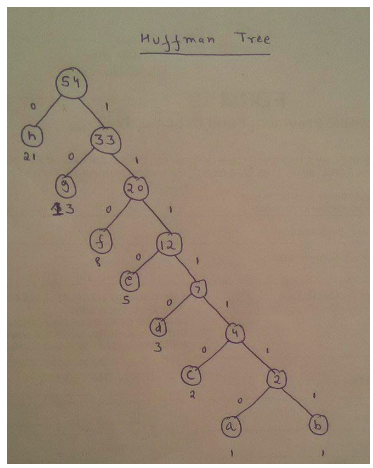 Huffman Tree
54
0 1
h 33
21
0 1
g 20
13
0 1
f 12
8
0 1
e 7
5
0 1
d 4
3
0 1
c 2
2
0 1
a b
1 1